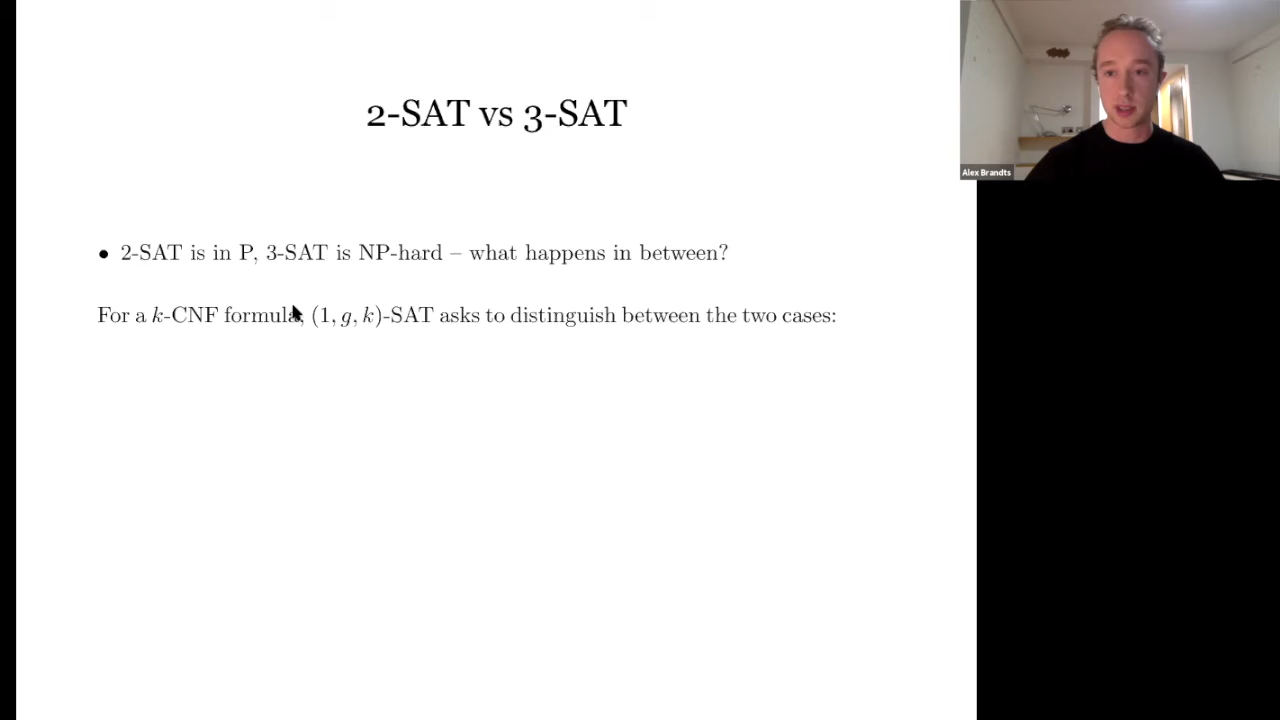 2-SAT vs 3-SAT
Alex Brandts
• 2-SAT is in P, 3-SAT is NP-hard – what happens in between?
For a k-CNF formula, (1, g, k)-SAT asks to distinguish between the two cases: